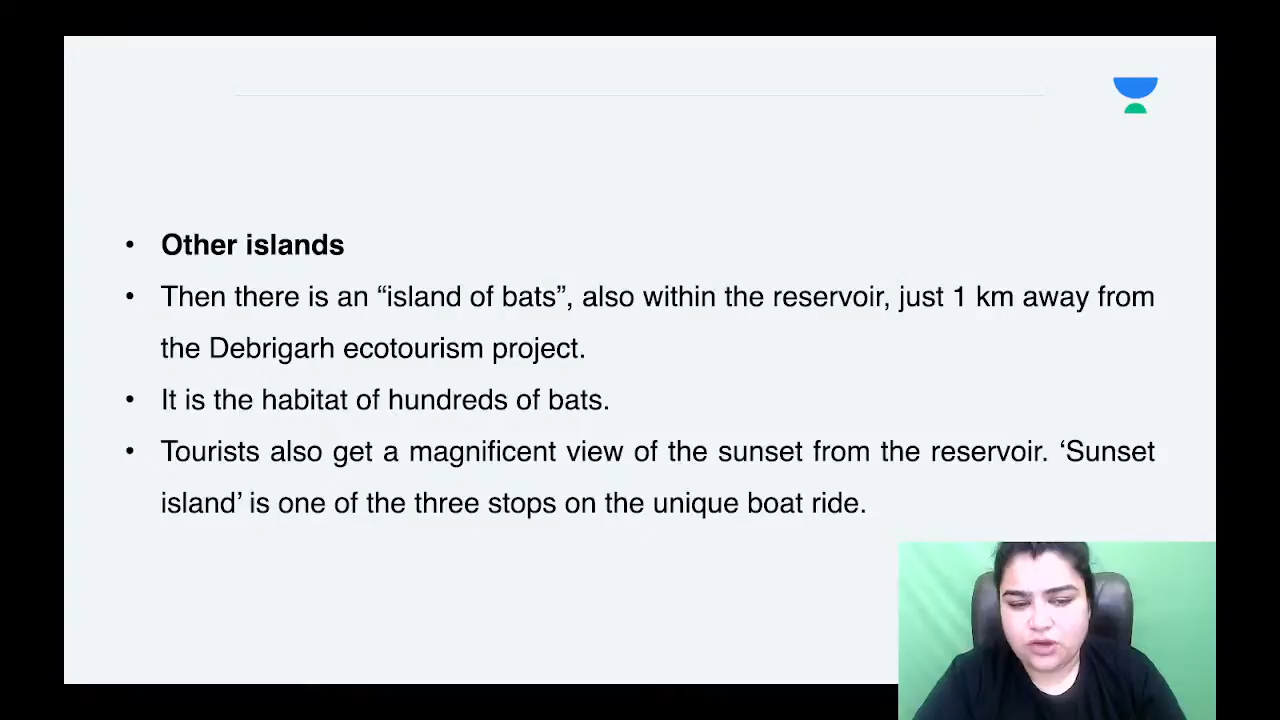 • Other islands
• Then there is an “island of bats”, also within the reservoir, just 1 km away from
the Debrigarh ecotourism project.
• It is the habitat of hundreds of bats.
• Tourists also get a magnificent view of the sunset from the reservoir. ‘Sunset
island’ is one of the three stops on the unique boat ride.